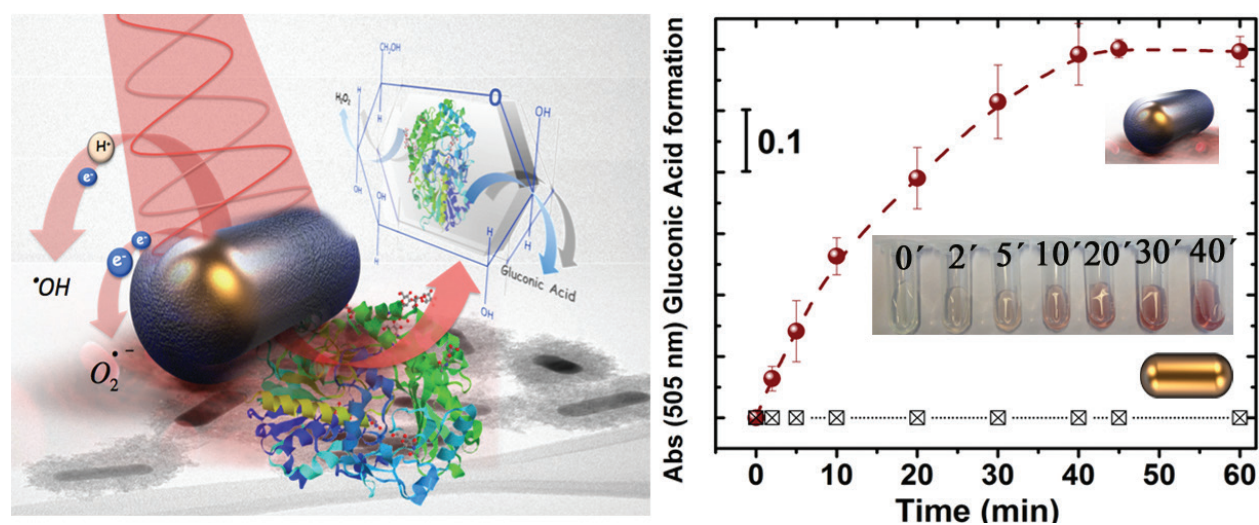 CH₂OH
O
H
H₂O₂
H
OH
H⁺
e⁻
e⁻
e⁻
OH
OH
H
H
H
OH
Gluconic Acid
•OH
O₂•⁻
Abs (505 nm) Gluconic Acid formation
0.1
0´ 2´ 5´ 10´ 20´ 30´ 40´
0 10 20 30 40 50 60
Time (min)